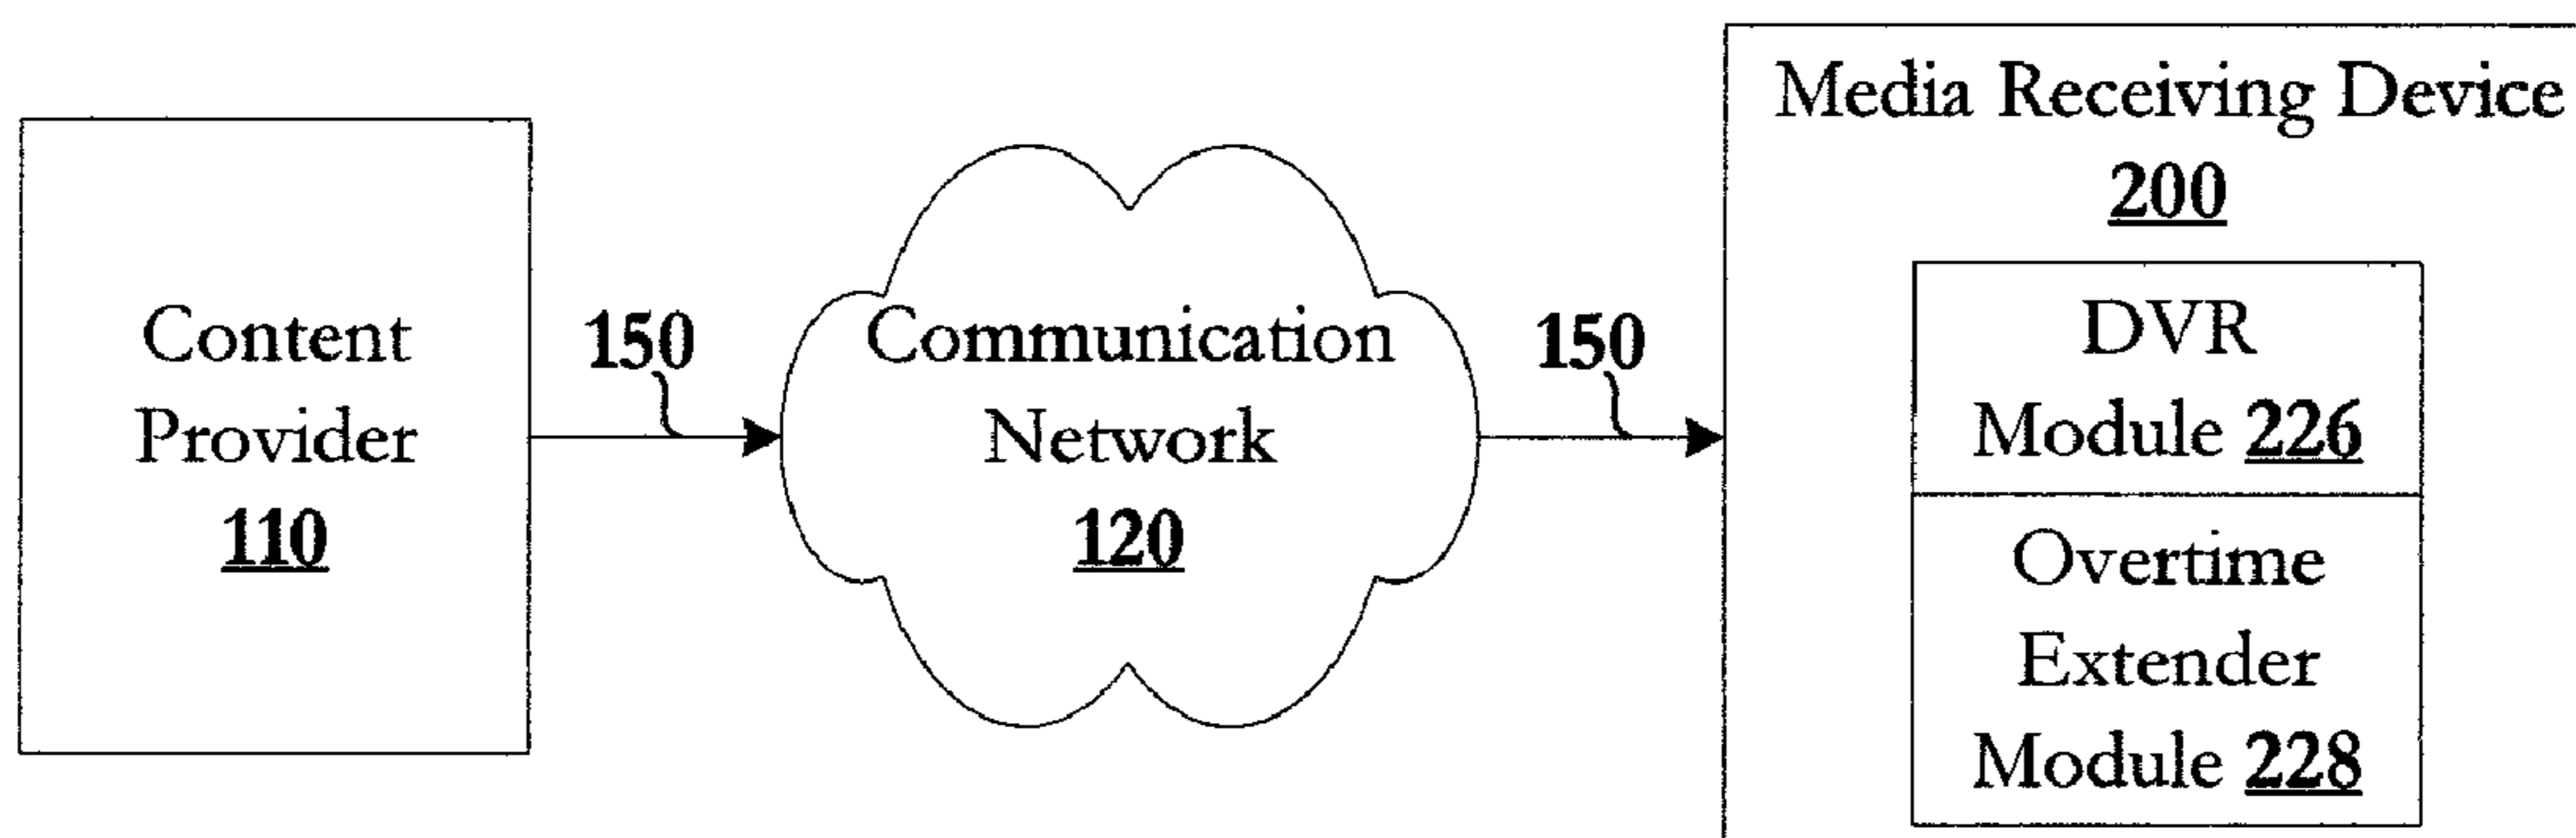 Content
Provider
110
150
Communication
Network
120
150
Media Receiving Device
200
DVR
Module 226
Overtime
Extender
Module 228